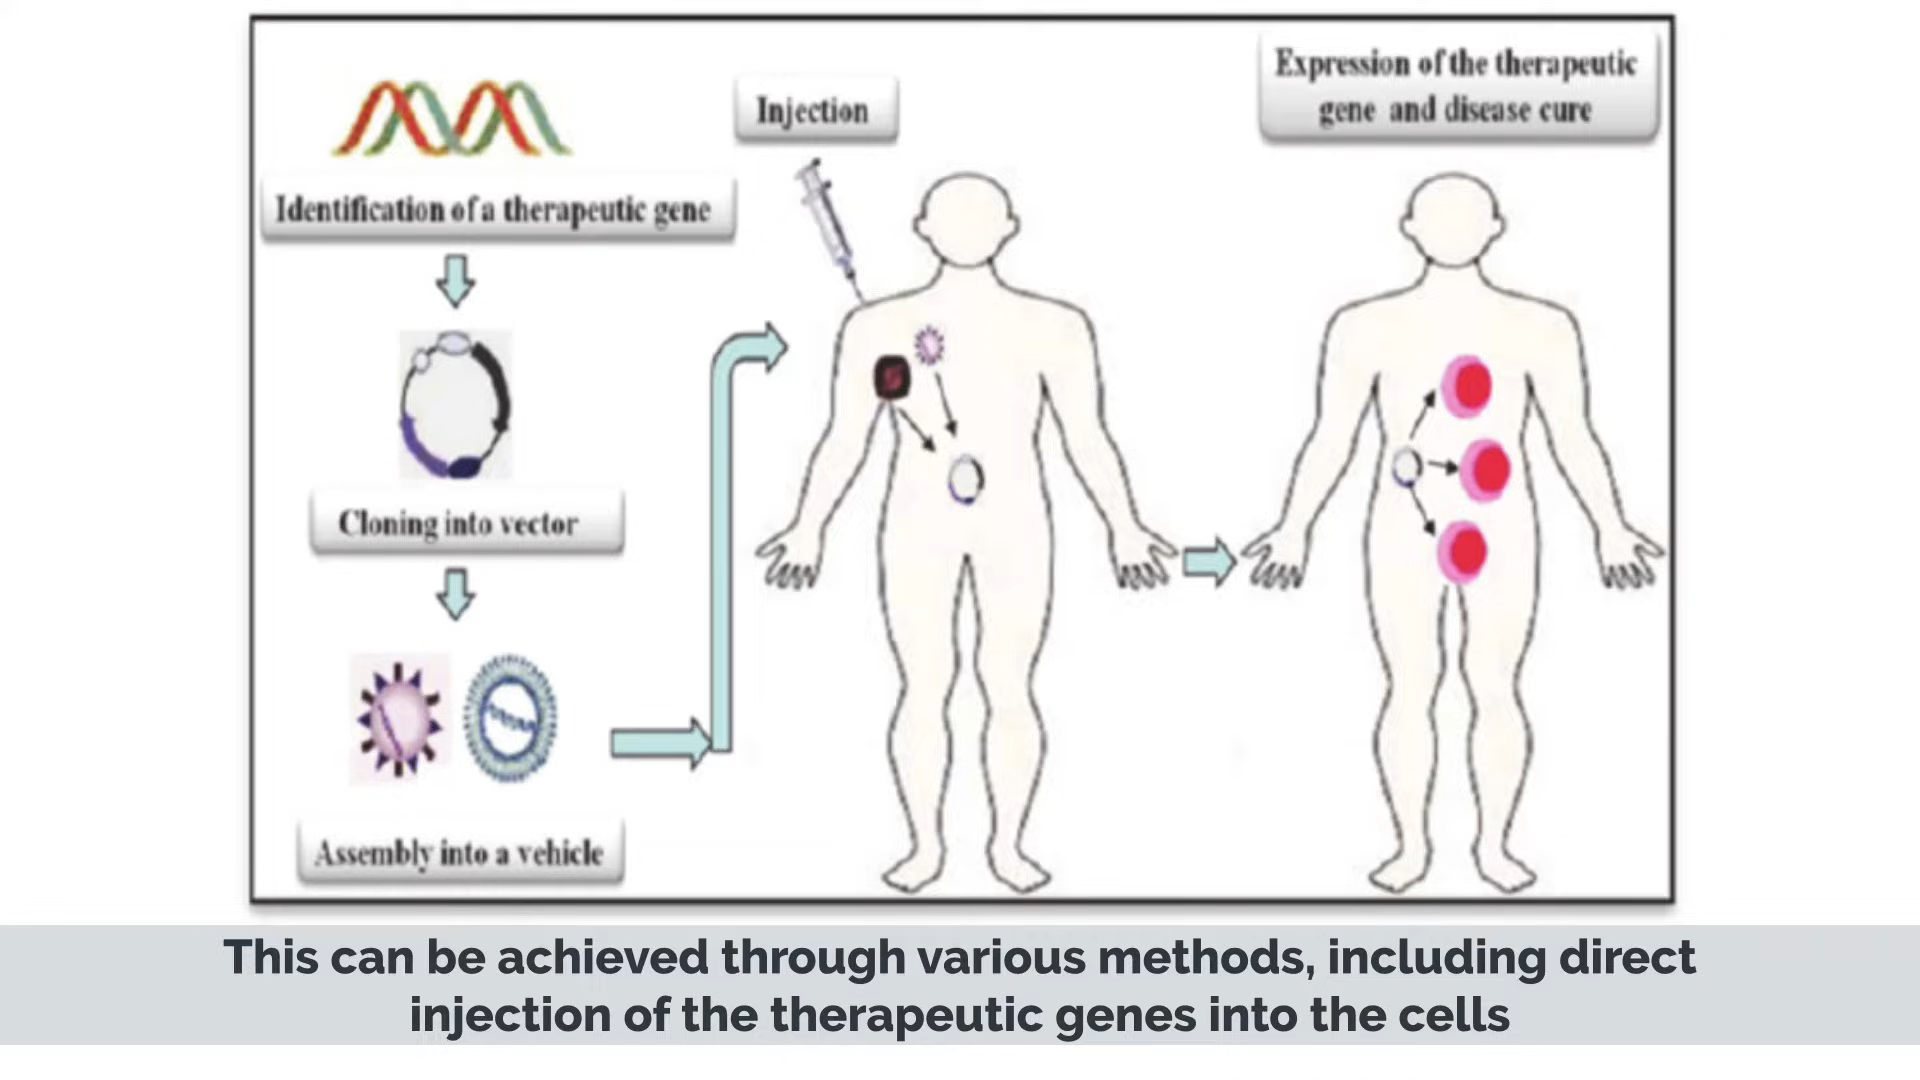 Identification of a therapeutic gene
Cloning into vector
Assembly into a vehicle
Injection
Expression of the therapeutic
gene and disease cure
This can be achieved through various methods, including direct
injection of the therapeutic genes into the cells